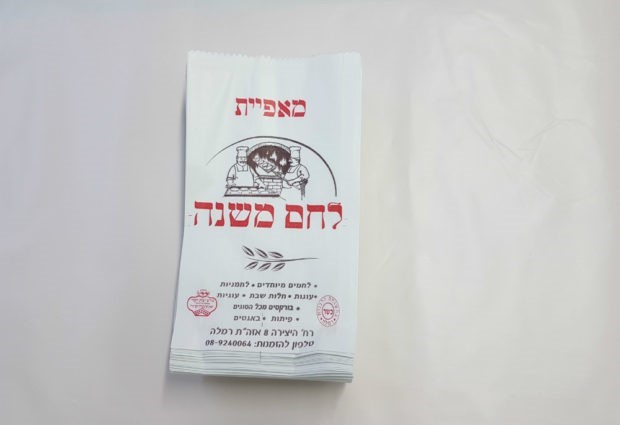 מאפיית
לחם משנה
• לחמים מיוחדים • לחמניות
• עוגות • חלות שבת • עוגיות
• בורקסים מכל הסוגים
• פיתות • באגטים
רח' היצירה 8 אזה"ת רמלה
טלפון להזמנות: 08-9240064
כשר